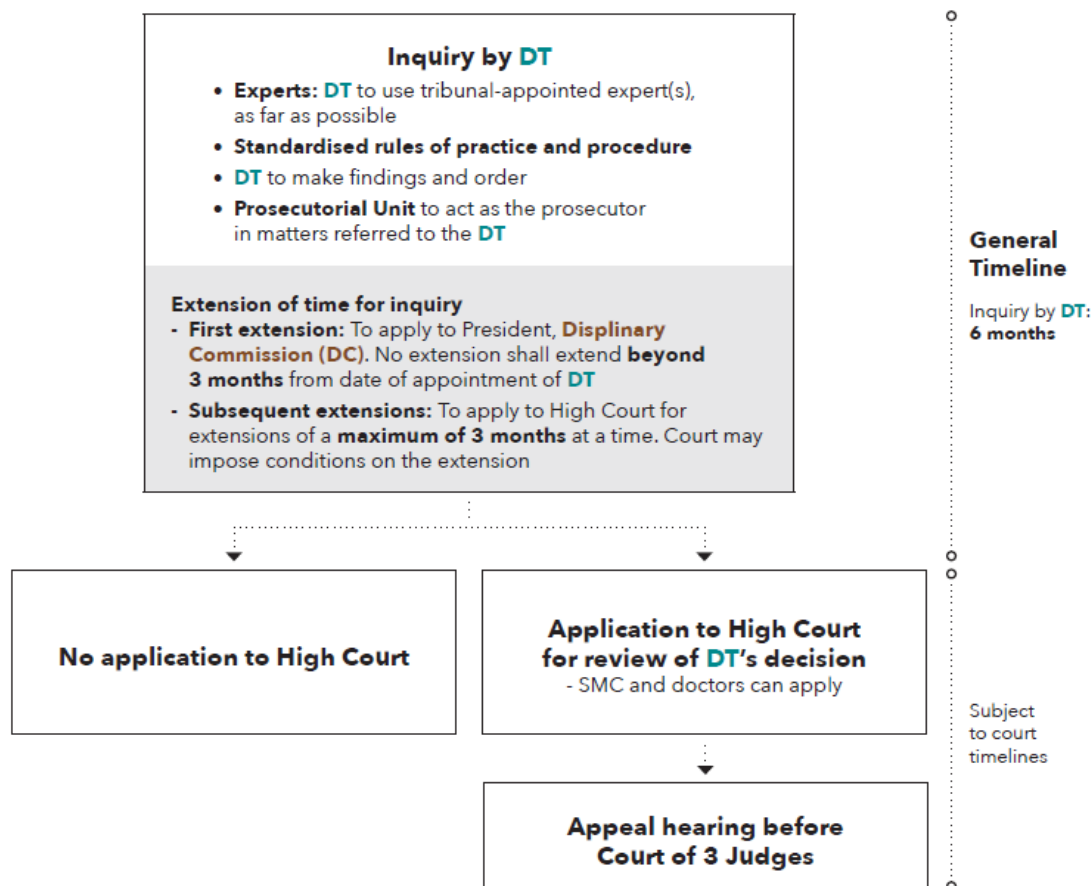 Inquiry by DT
• Experts: DT to use tribunal-appointed expert(s),
as far as possible
• Standardised rules of practice and procedure
• DT to make findings and order
• Prosecutorial Unit to act as the prosecutor
in matters referred to the DT
Extension of time for inquiry
- First extension: To apply to President, Displinary
Commission (DC). No extension shall extend beyond
3 months from date of appointment of DT
- Subsequent extensions: To apply to High Court for
extensions of a maximum of 3 months at a time. Court may
impose conditions on the extension
General
Timeline
Inquiry by DT:
6 months
No application to High Court
Application to High Court
for review of DT's decision
- SMC and doctors can apply
Subject
to court
timelines
Appeal hearing before
Court of 3 Judges